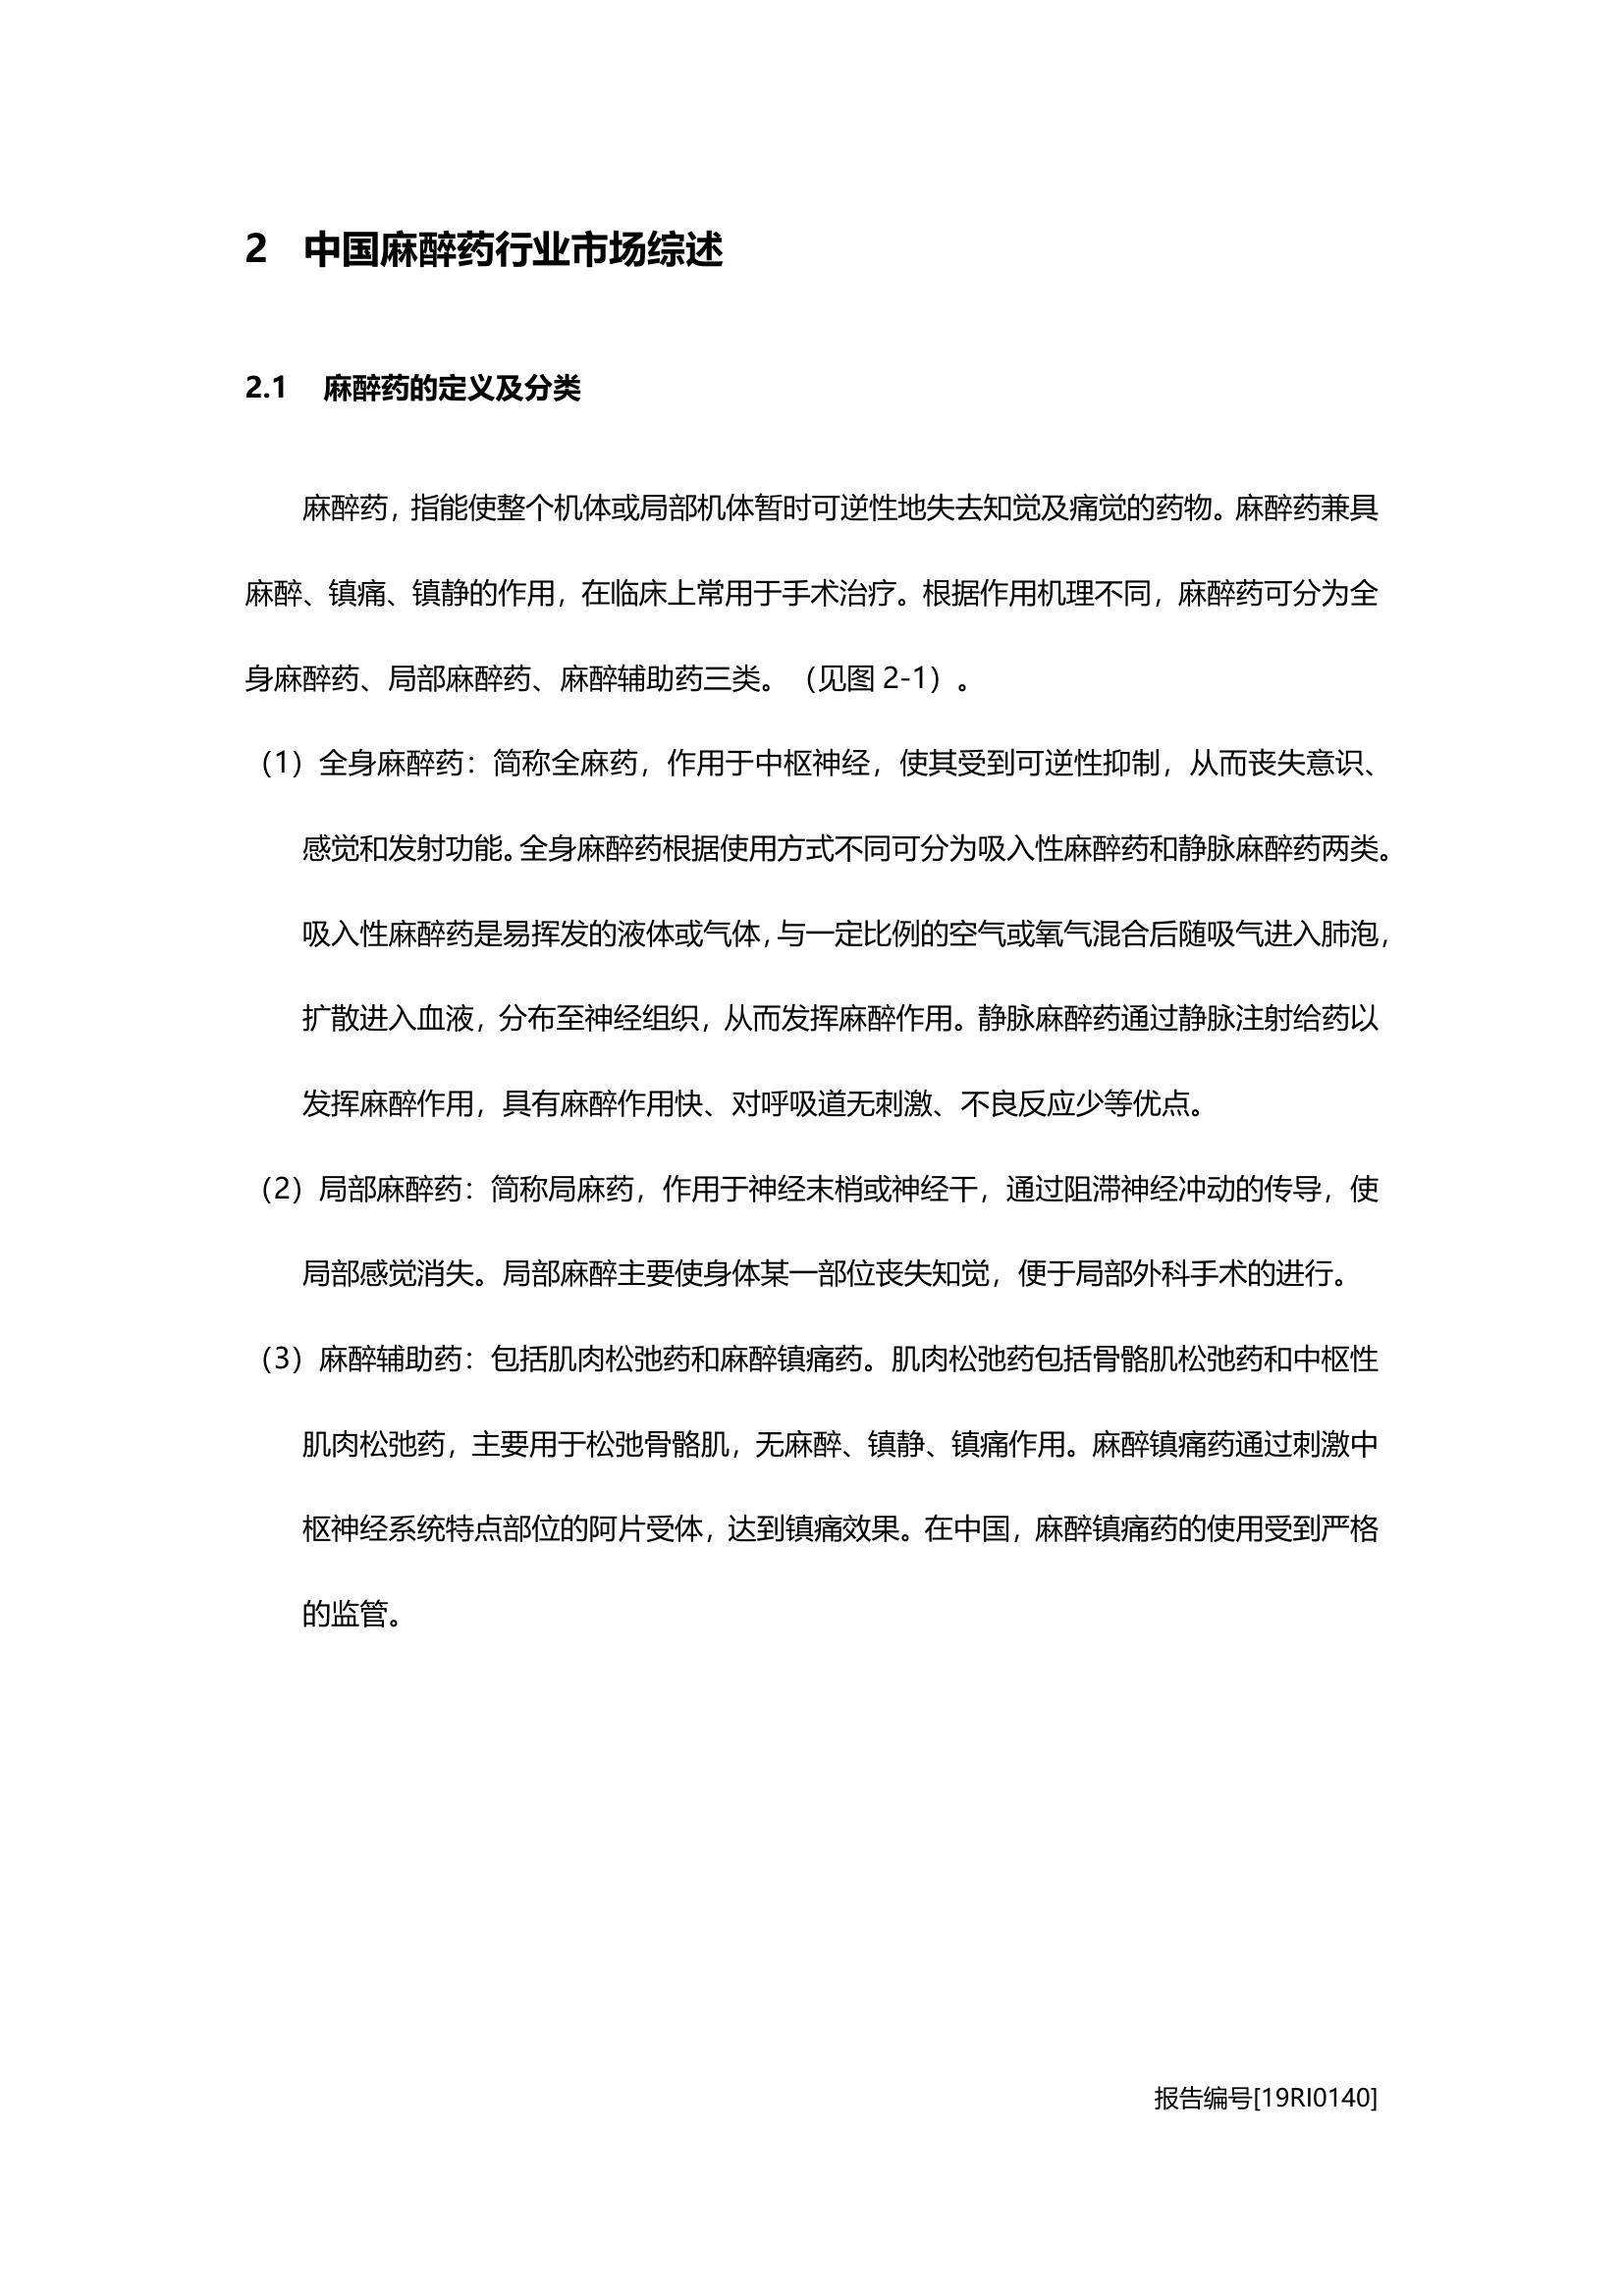 2 中国麻醉药行业市场综述
2.1 麻醉药的定义及分类
麻醉药，指能使整个机体或局部机体暂时可逆性地失去知觉及痛觉的药物。麻醉药兼具
麻醉、镇痛、镇静的作用，在临床上常用于手术治疗。根据作用机理不同，麻醉药可分为全
身麻醉药、局部麻醉药、麻醉辅助药三类。（见图 2-1）。
（1）全身麻醉药：简称全麻药，作用于中枢神经，使其受到可逆性抑制，从而丧失意识、
感觉和发射功能。全身麻醉药根据使用方式不同可分为吸入性麻醉药和静脉麻醉药两类。
吸入性麻醉药是易挥发的液体或气体，与一定比例的空气或氧气混合后随吸气进入肺泡，
扩散进入血液，分布至神经组织，从而发挥麻醉作用。静脉麻醉药通过静脉注射给药以
发挥麻醉作用，具有麻醉作用快、对呼吸道无刺激、不良反应少等优点。
（2）局部麻醉药：简称局麻药，作用于神经末梢或神经干，通过阻滞神经冲动的传导，使
局部感觉消失。局部麻醉主要使身体某一部位丧失知觉，便于局部外科手术的进行。
（3）麻醉辅助药：包括肌肉松弛药和麻醉镇痛药。肌肉松弛药包括骨骼肌松弛药和中枢性
肌肉松弛药，主要用于松弛骨骼肌，无麻醉、镇静、镇痛作用。麻醉镇痛药通过刺激中
枢神经系统特点部位的阿片受体，达到镇痛效果。在中国，麻醉镇痛药的使用受到严格
的监管。
报告编号[19RI0140]